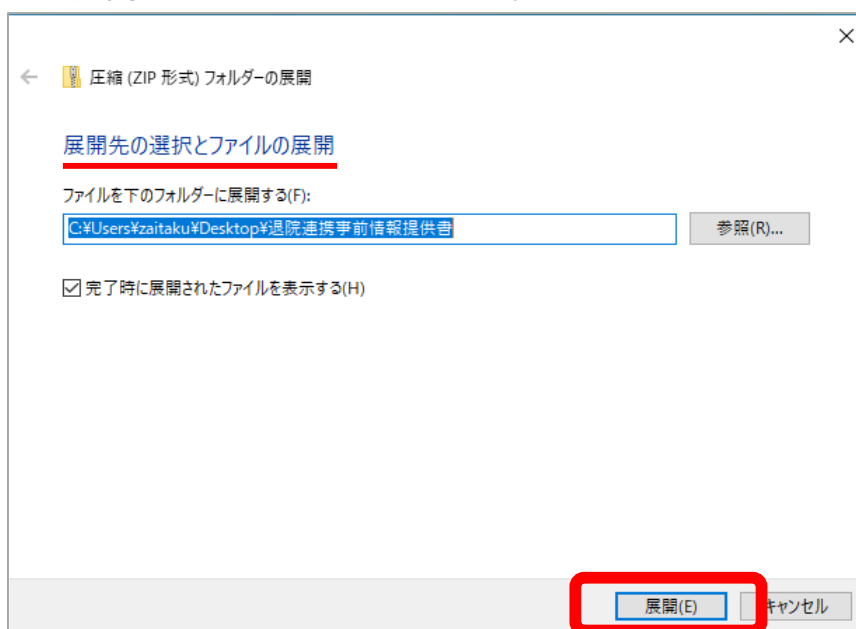 圧縮 (ZIP 形式) フォルダーの展開
展開先の選択とファイルの展開
ファイルを下のフォルダーに展開する(F):
C:¥Users¥zaitaku¥Desktop¥退院連携事前情報提供書
参照(R)...
完了時に展開されたファイルを表示する(H)
展開(E)
キャンセル